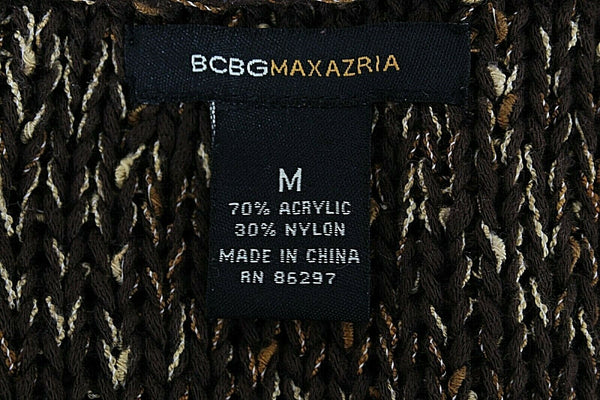 BCBGMAXAZRIA
M
70% ACRYLIC
30% NYLON
MADE IN CHINA
RN 86297